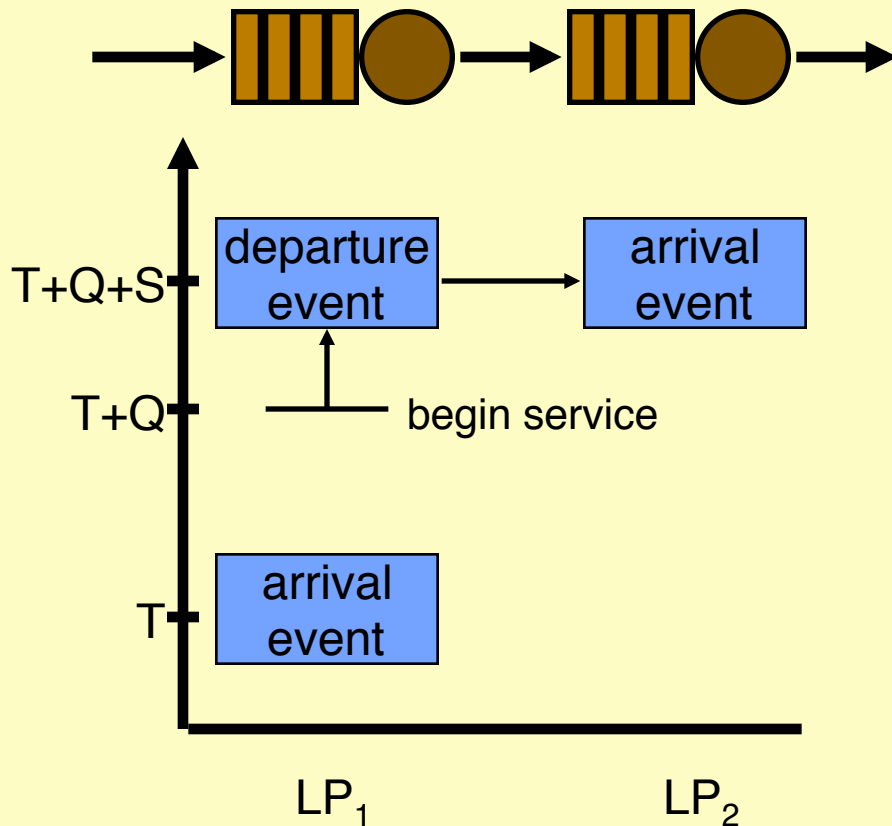 departure
event
arrival
event
T+Q+S
T+Q
begin service
arrival
event
T
LP₁
LP₂